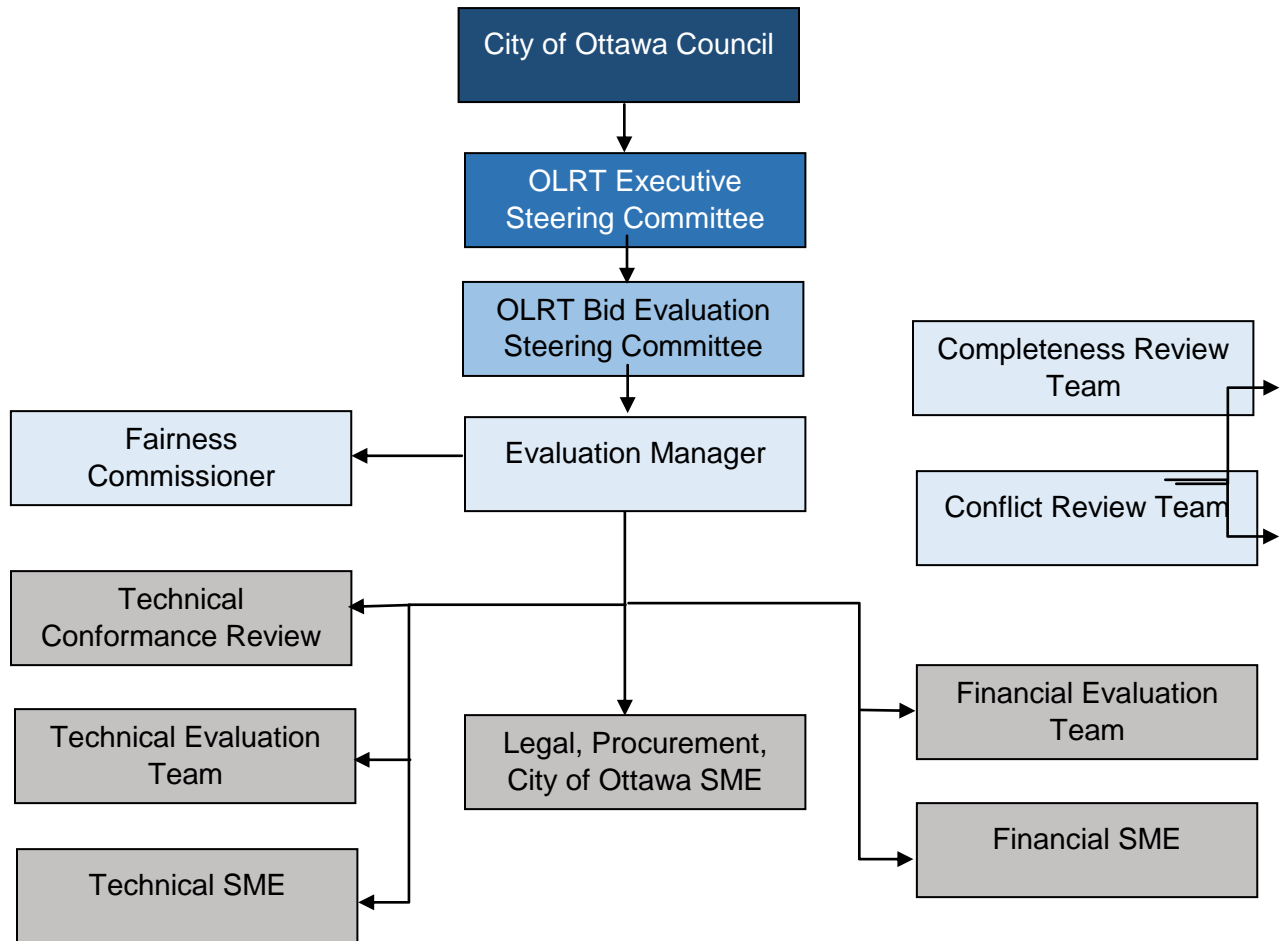 City of Ottawa Council
OLRT Executive
Steering Committee
OLRT Bid Evaluation
Steering Committee
Completeness Review
Team
Fairness
Commissioner
Evaluation Manager
Conflict Review Team
Technical
Conformance Review
Technical Evaluation
Team
Legal, Procurement,
City of Ottawa SME
Financial Evaluation
Team
Technical SME
Financial SME